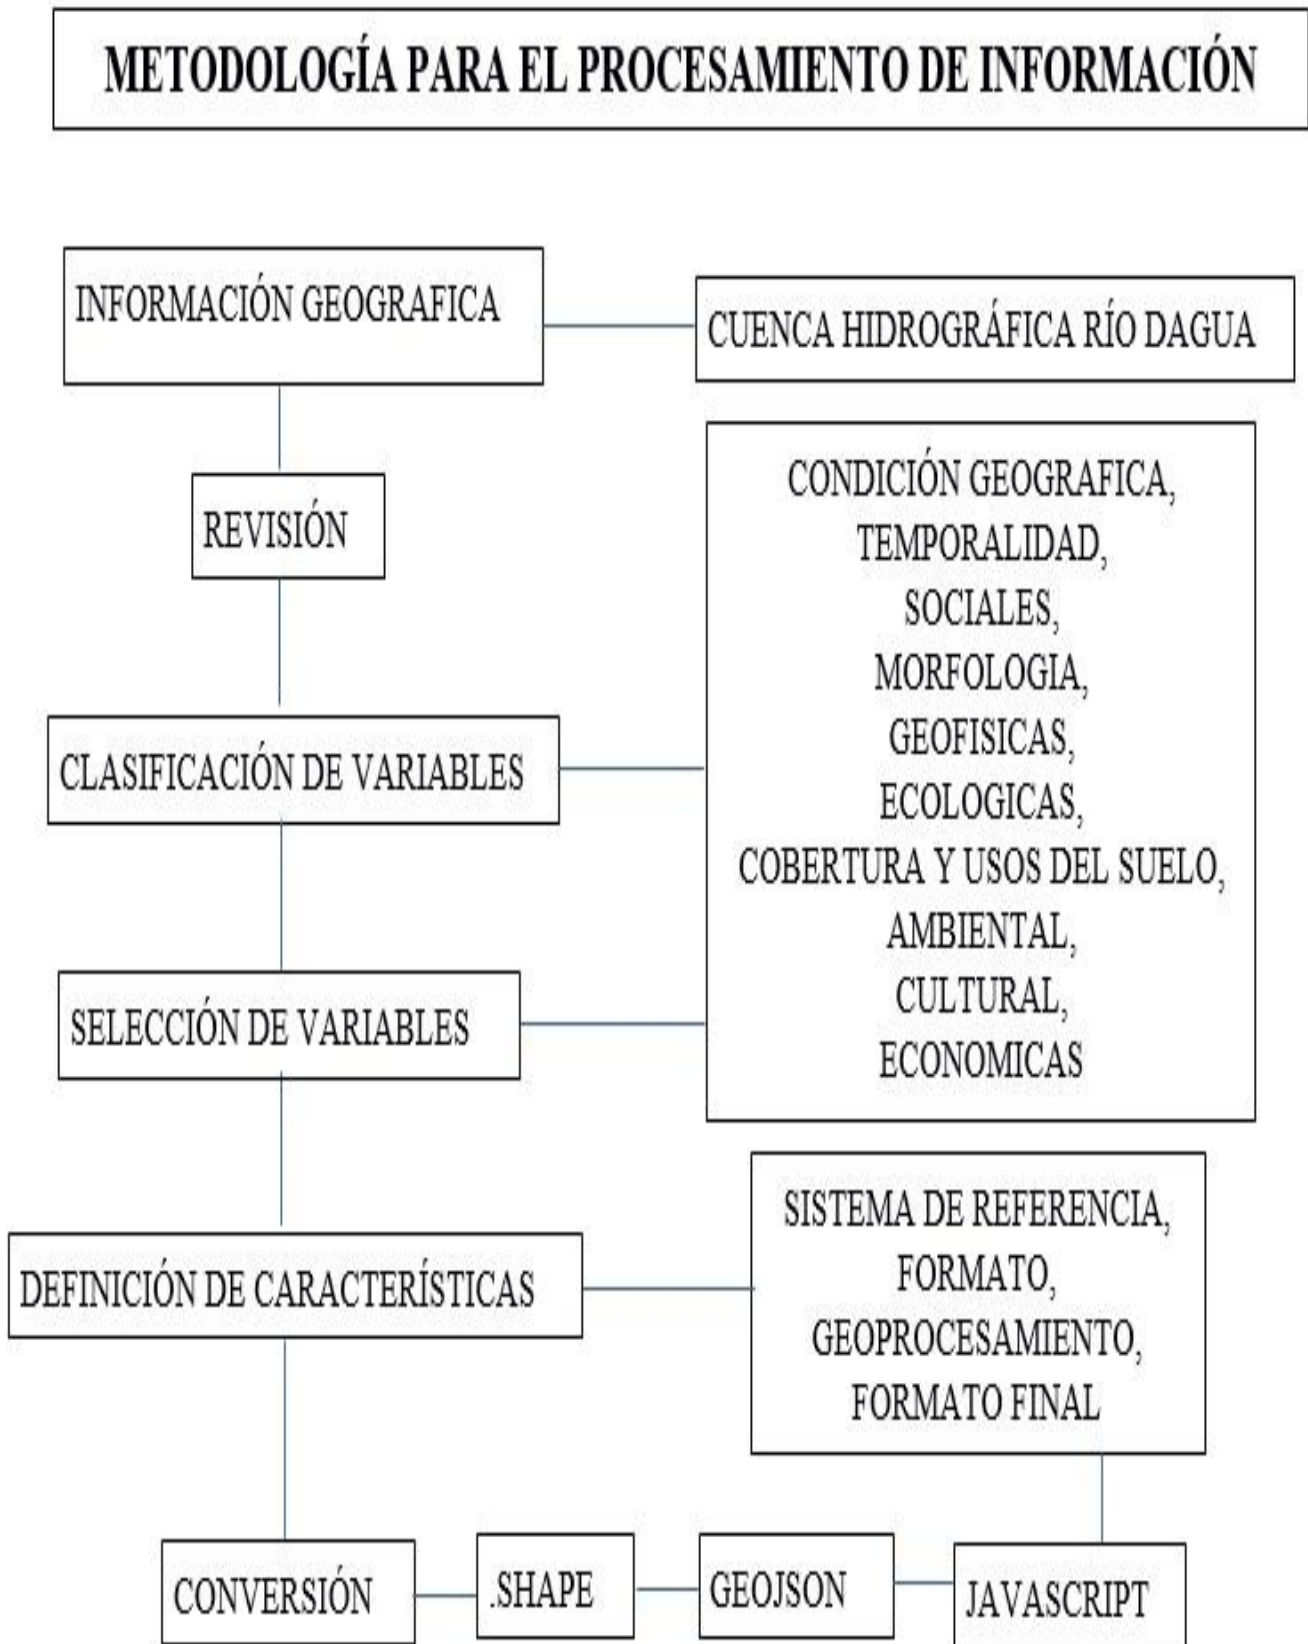 METODOLOGÍA PARA EL PROCESAMIENTO DE INFORMACIÓN
INFORMACIÓN GEOGRAFICA
CUENCA HIDROGRÁFICA RÍO DAGUA
REVISIÓN
CLASIFICACIÓN DE VARIABLES
CONDICIÓN GEOGRAFICA,
TEMPORALIDAD,
SOCIALES,
MORFOLOGIA,
GEOFISICAS,
ECOLOGICAS,
COBERTURA Y USOS DEL SUELO,
AMBIENTAL,
CULTURAL,
ECONOMICAS
SELECCIÓN DE VARIABLES
DEFINICIÓN DE CARACTERÍSTICAS
SISTEMA DE REFERENCIA,
FORMATO,
GEOPROCESAMIENTO,
FORMATO FINAL
CONVERSIÓN
.SHAPE
GEOJSON
JAVASCRIPT